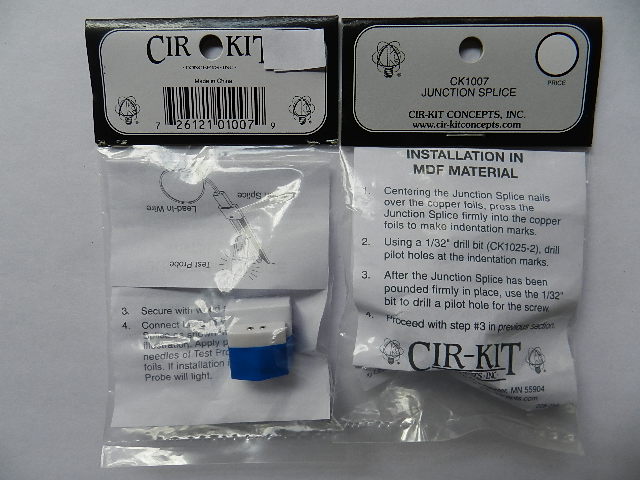 CIR KIT
CONCEPTS, INC.
Made in China
7 26121 01007 9
Lead-in Wire
Splice
Test Probe
3. Secure with
4. Connect
illustration. Apply
needles of Test
foils. If installation
Probe will light.
CK1007
JUNCTION SPLICE
PRICE
CIR-KIT CONCEPTS, INC.
www.cir-kitconcepts.com
INSTALLATION IN
MDF MATERIAL
1. Centering the Junction Splice nails
over the copper foils, press the
Junction Splice firmly into the copper
foils to make indentation marks.
2. Using a 1/32" drill bit (CK1025-2), drill
pilot holes at the indentation marks.
3. After the Junction Splice has been
pounded firmly in place, use the 1/32"
bit to drill a pilot hole for the screw.
4. Proceed with step #3 in previous section.
CIR-KIT
CONCEPTS, INC.
MN 55904